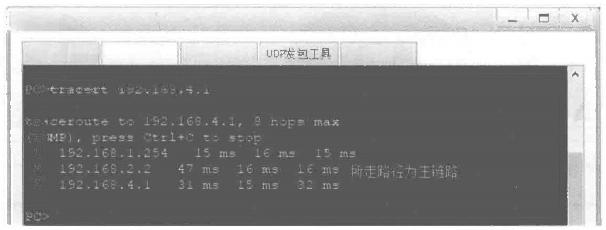 UDP发包工具
PC>tracert 192.168.4.1
traceroute to 192.168.4.1, 8 hops max
(ICMP), press Ctrl+C to stop
1 192.168.1.254 15 ms 16 ms 15 ms
2 192.168.2.2 47 ms 16 ms 16 ms 所走路径为主链路
3 192.168.4.1 31 ms 15 ms 32 ms
PC>